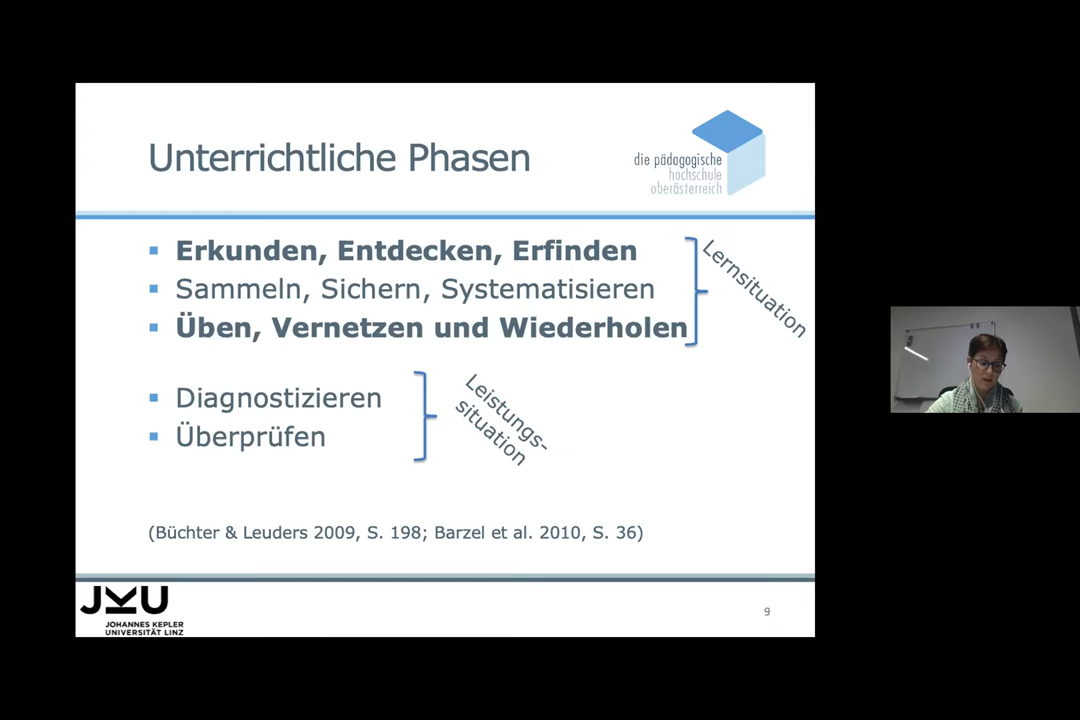 Unterrichtliche Phasen
die pädagogische
hochschule
oberösterreich
Erkunden, Entdecken, Erfinden
Sammeln, Sichern, Systematisieren
Üben, Vernetzen und Wiederholen
Lernsituation
Diagnostizieren
Überprüfen
Leistungs-
situation
(Büchter & Leuders 2009, S. 198; Barzel et al. 2010, S. 36)
JKU
JOHANNES KEPLER
UNIVERSITÄT LINZ
9